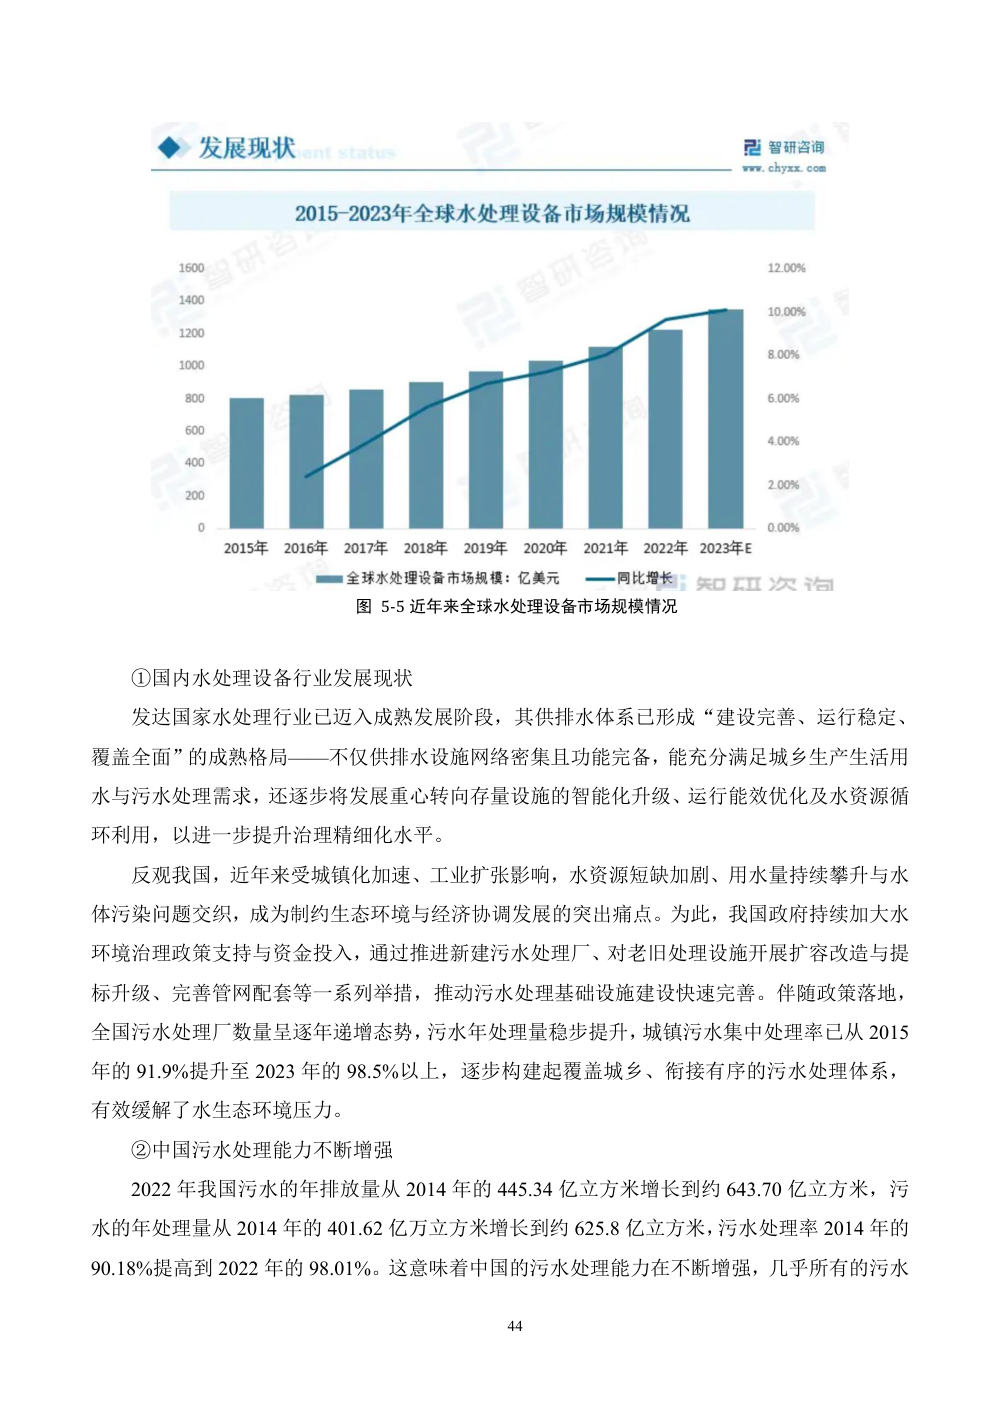 发展现状
智研咨询
www.chyxx.com
2015-2023年全球水处理设备市场规模情况
1600
1400
1200
1000
800
600
400
200
0
12.00%
10.00%
8.00%
6.00%
4.00%
2.00%
0.00%
2015年 2016年 2017年 2018年 2019年 2020年 2021年 2022年 2023年E
全球水处理设备市场规模：亿美元 同比增长
智研咨询
图 5-5 近年来全球水处理设备市场规模情况
①国内水处理设备行业发展现状
发达国家水处理行业已迈入成熟发展阶段，其供排水体系已形成“建设完善、运行稳定、
覆盖全面”的成熟格局——不仅供排水设施网络密集且功能完备，能充分满足城乡生产生活用
水与污水处理需求，还逐步将发展重心转向存量设施的智能化升级、运行能效优化及水资源循
环利用，以进一步提升治理精细化水平。
反观我国，近年来受城镇化加速、工业扩张影响，水资源短缺加剧、用水量持续攀升与水
体污染问题交织，成为制约生态环境与经济协调发展的突出痛点。为此，我国政府持续加大水
环境治理政策支持与资金投入，通过推进新建污水处理厂、对老旧处理设施开展扩容改造与提
标升级、完善管网配套等一系列举措，推动污水处理基础设施建设快速完善。伴随政策落地，
全国污水处理厂数量呈逐年递增态势，污水年处理量稳步提升，城镇污水集中处理率已从 2015
年的 91.9%提升至 2023 年的 98.5%以上，逐步构建起覆盖城乡、衔接有序的污水处理体系，
有效缓解了水生态环境压力。
②中国污水处理能力不断增强
2022 年我国污水的年排放量从 2014 年的 445.34 亿立方米增长到约 643.70 亿立方米，污
水的年处理量从 2014 年的 401.62 亿万立方米增长到约 625.8 亿立方米，污水处理率 2014 年的
90.18%提高到 2022 年的 98.01%。这意味着中国的污水处理能力在不断增强，几乎所有的污水
44